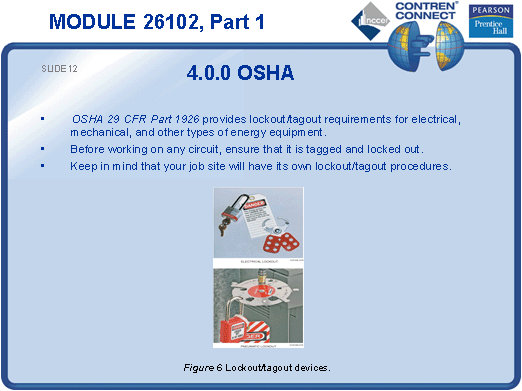 MODULE 26102, Part 1
nccer
CONTREN®
CONNECT
PEARSON
Prentice
Hall
SLIDE 12
4.0.0 OSHA
• OSHA 29 CFR Part 1926 provides lockout/tagout requirements for electrical,
mechanical, and other types of energy equipment.
• Before working on any circuit, ensure that it is tagged and locked out.
• Keep in mind that your job site will have its own lockout/tagout procedures.
DANGER
ELECTRICAL LOCKOUT
PNEUMATIC LOCKOUT
Figure 6 Lockout/tagout devices.